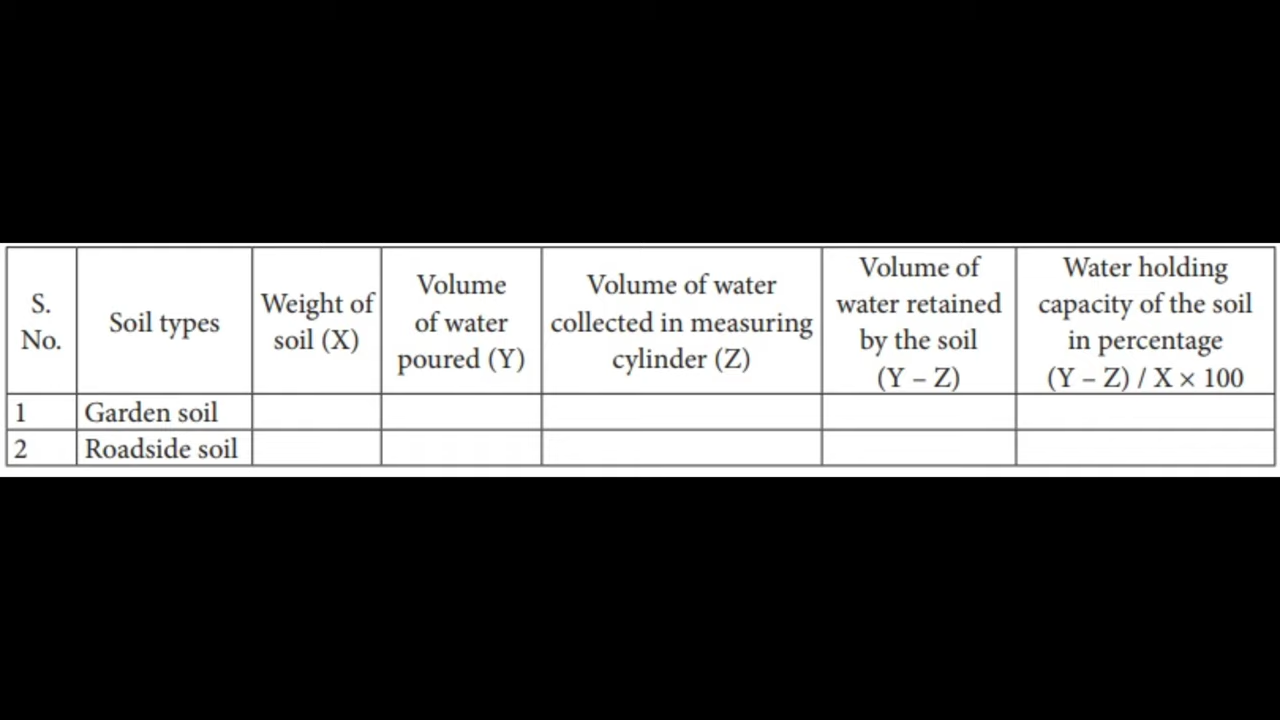 S.
No.
Soil types
Weight of
soil (X)
Volume
of water
poured (Y)
Volume of water
collected in measuring
cylinder (Z)
Volume of
water retained
by the soil
(Y – Z)
Water holding
capacity of the soil
in percentage
(Y – Z) / X × 100
1
Garden soil
2
Roadside soil